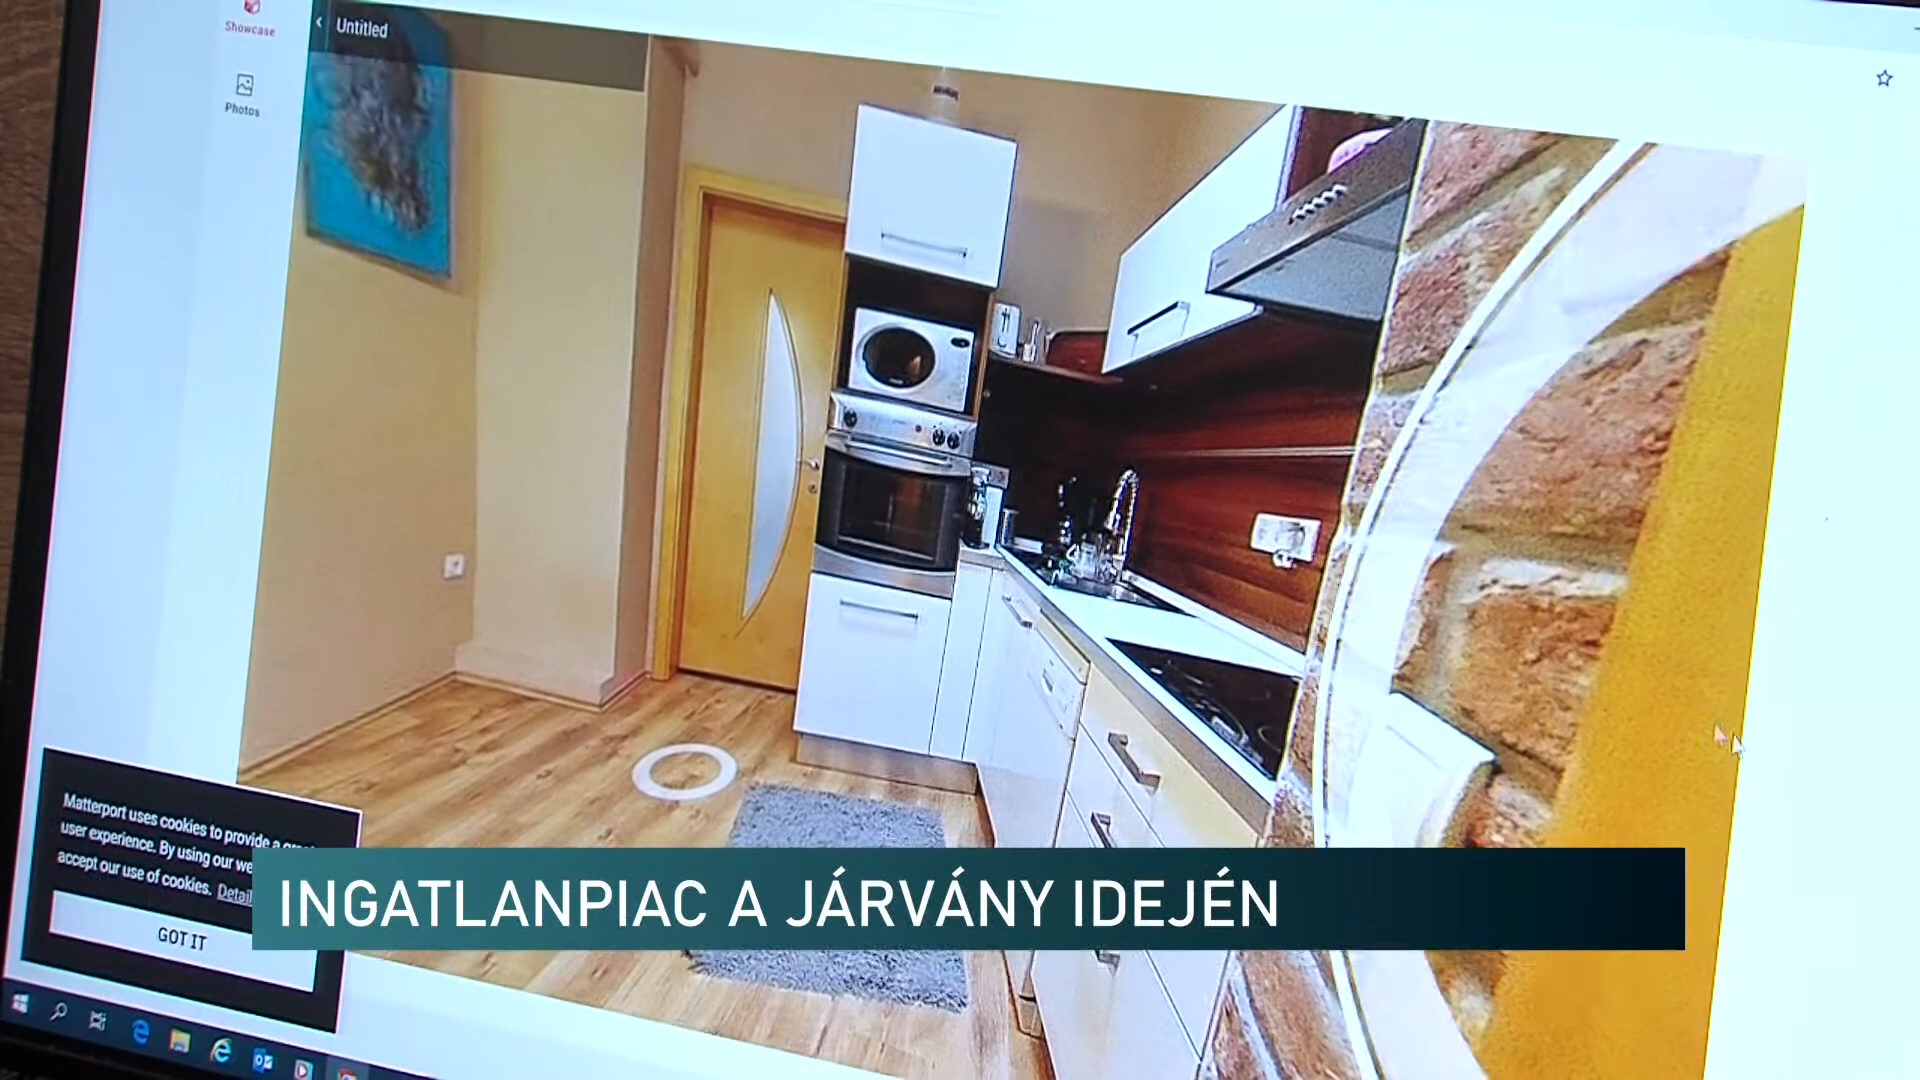 Showcase
Untitled
Photos
Matterport uses cookies to provide a
user experience. By using our
accept our use of cookies.
GOT IT
INGATLANPIAC A JÁRVÁNY IDEJÉN